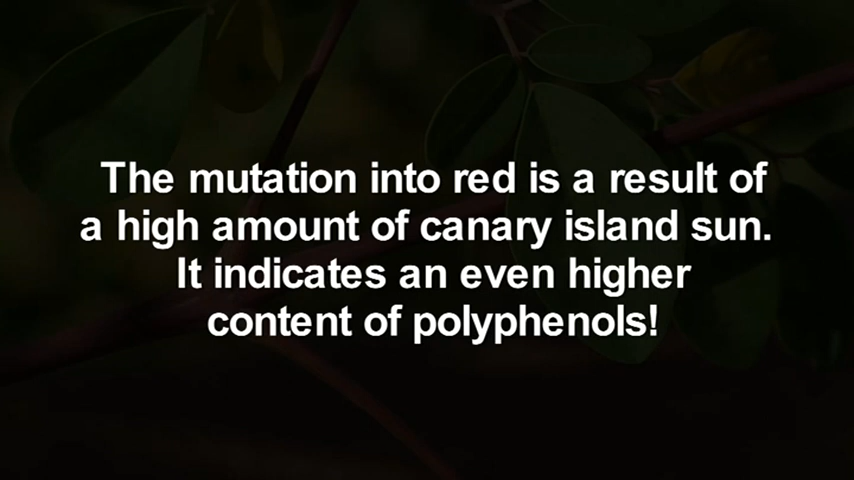 The mutation into red is a result of
a high amount of canary island sun.
It indicates an even higher
content of polyphenols!